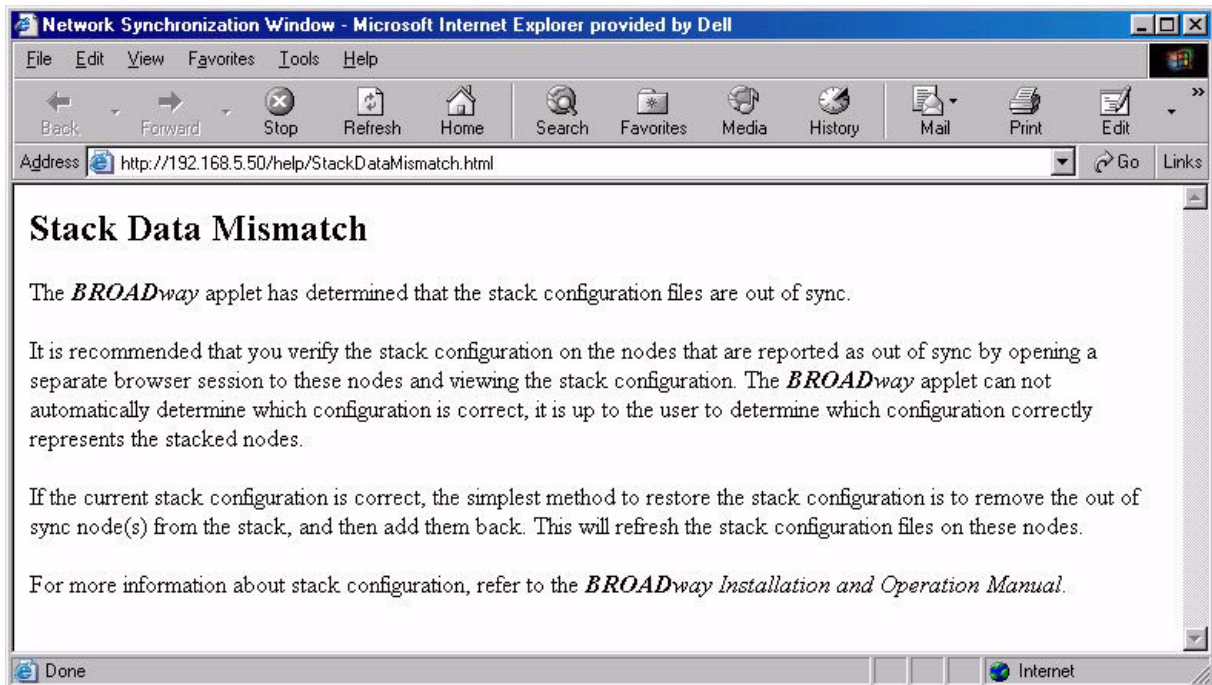 Network Synchronization Window - Microsoft Internet Explorer provided by Dell
File Edit View Favorites Tools Help
Back Forward Stop Refresh Home Search Favorites Media History Mail Print Edit »
Address http://192.168.5.50/help/StackDataMismatch.html Go Links
Stack Data Mismatch
The BROADway applet has determined that the stack configuration files are out of sync.
It is recommended that you verify the stack configuration on the nodes that are reported as out of sync by opening a
separate browser session to these nodes and viewing the stack configuration. The BROADway applet can not
automatically determine which configuration is correct, it is up to the user to determine which configuration correctly
represents the stacked nodes.
If the current stack configuration is correct, the simplest method to restore the stack configuration is to remove the out of
sync node(s) from the stack, and then add them back. This will refresh the stack configuration files on these nodes.
For more information about stack configuration, refer to the BROADway Installation and Operation Manual.
Done Internet